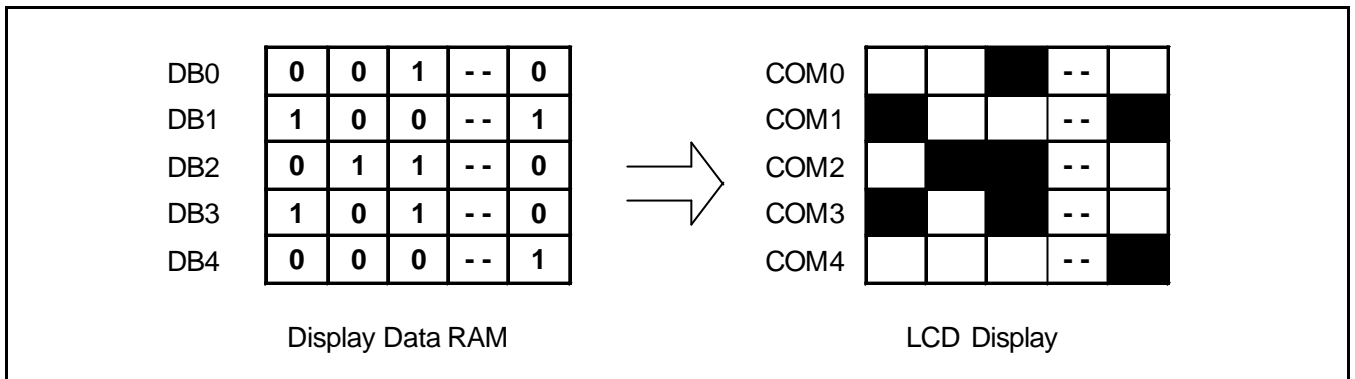 DB0 0 0 1 - - 0 COM0 - -
DB1 1 0 0 - - 1 COM1 - -
DB2 0 1 1 - - 0 COM2 - -
DB3 1 0 1 - - 0 COM3 - -
DB4 0 0 0 - - 1 COM4 - -
Display Data RAM LCD Display